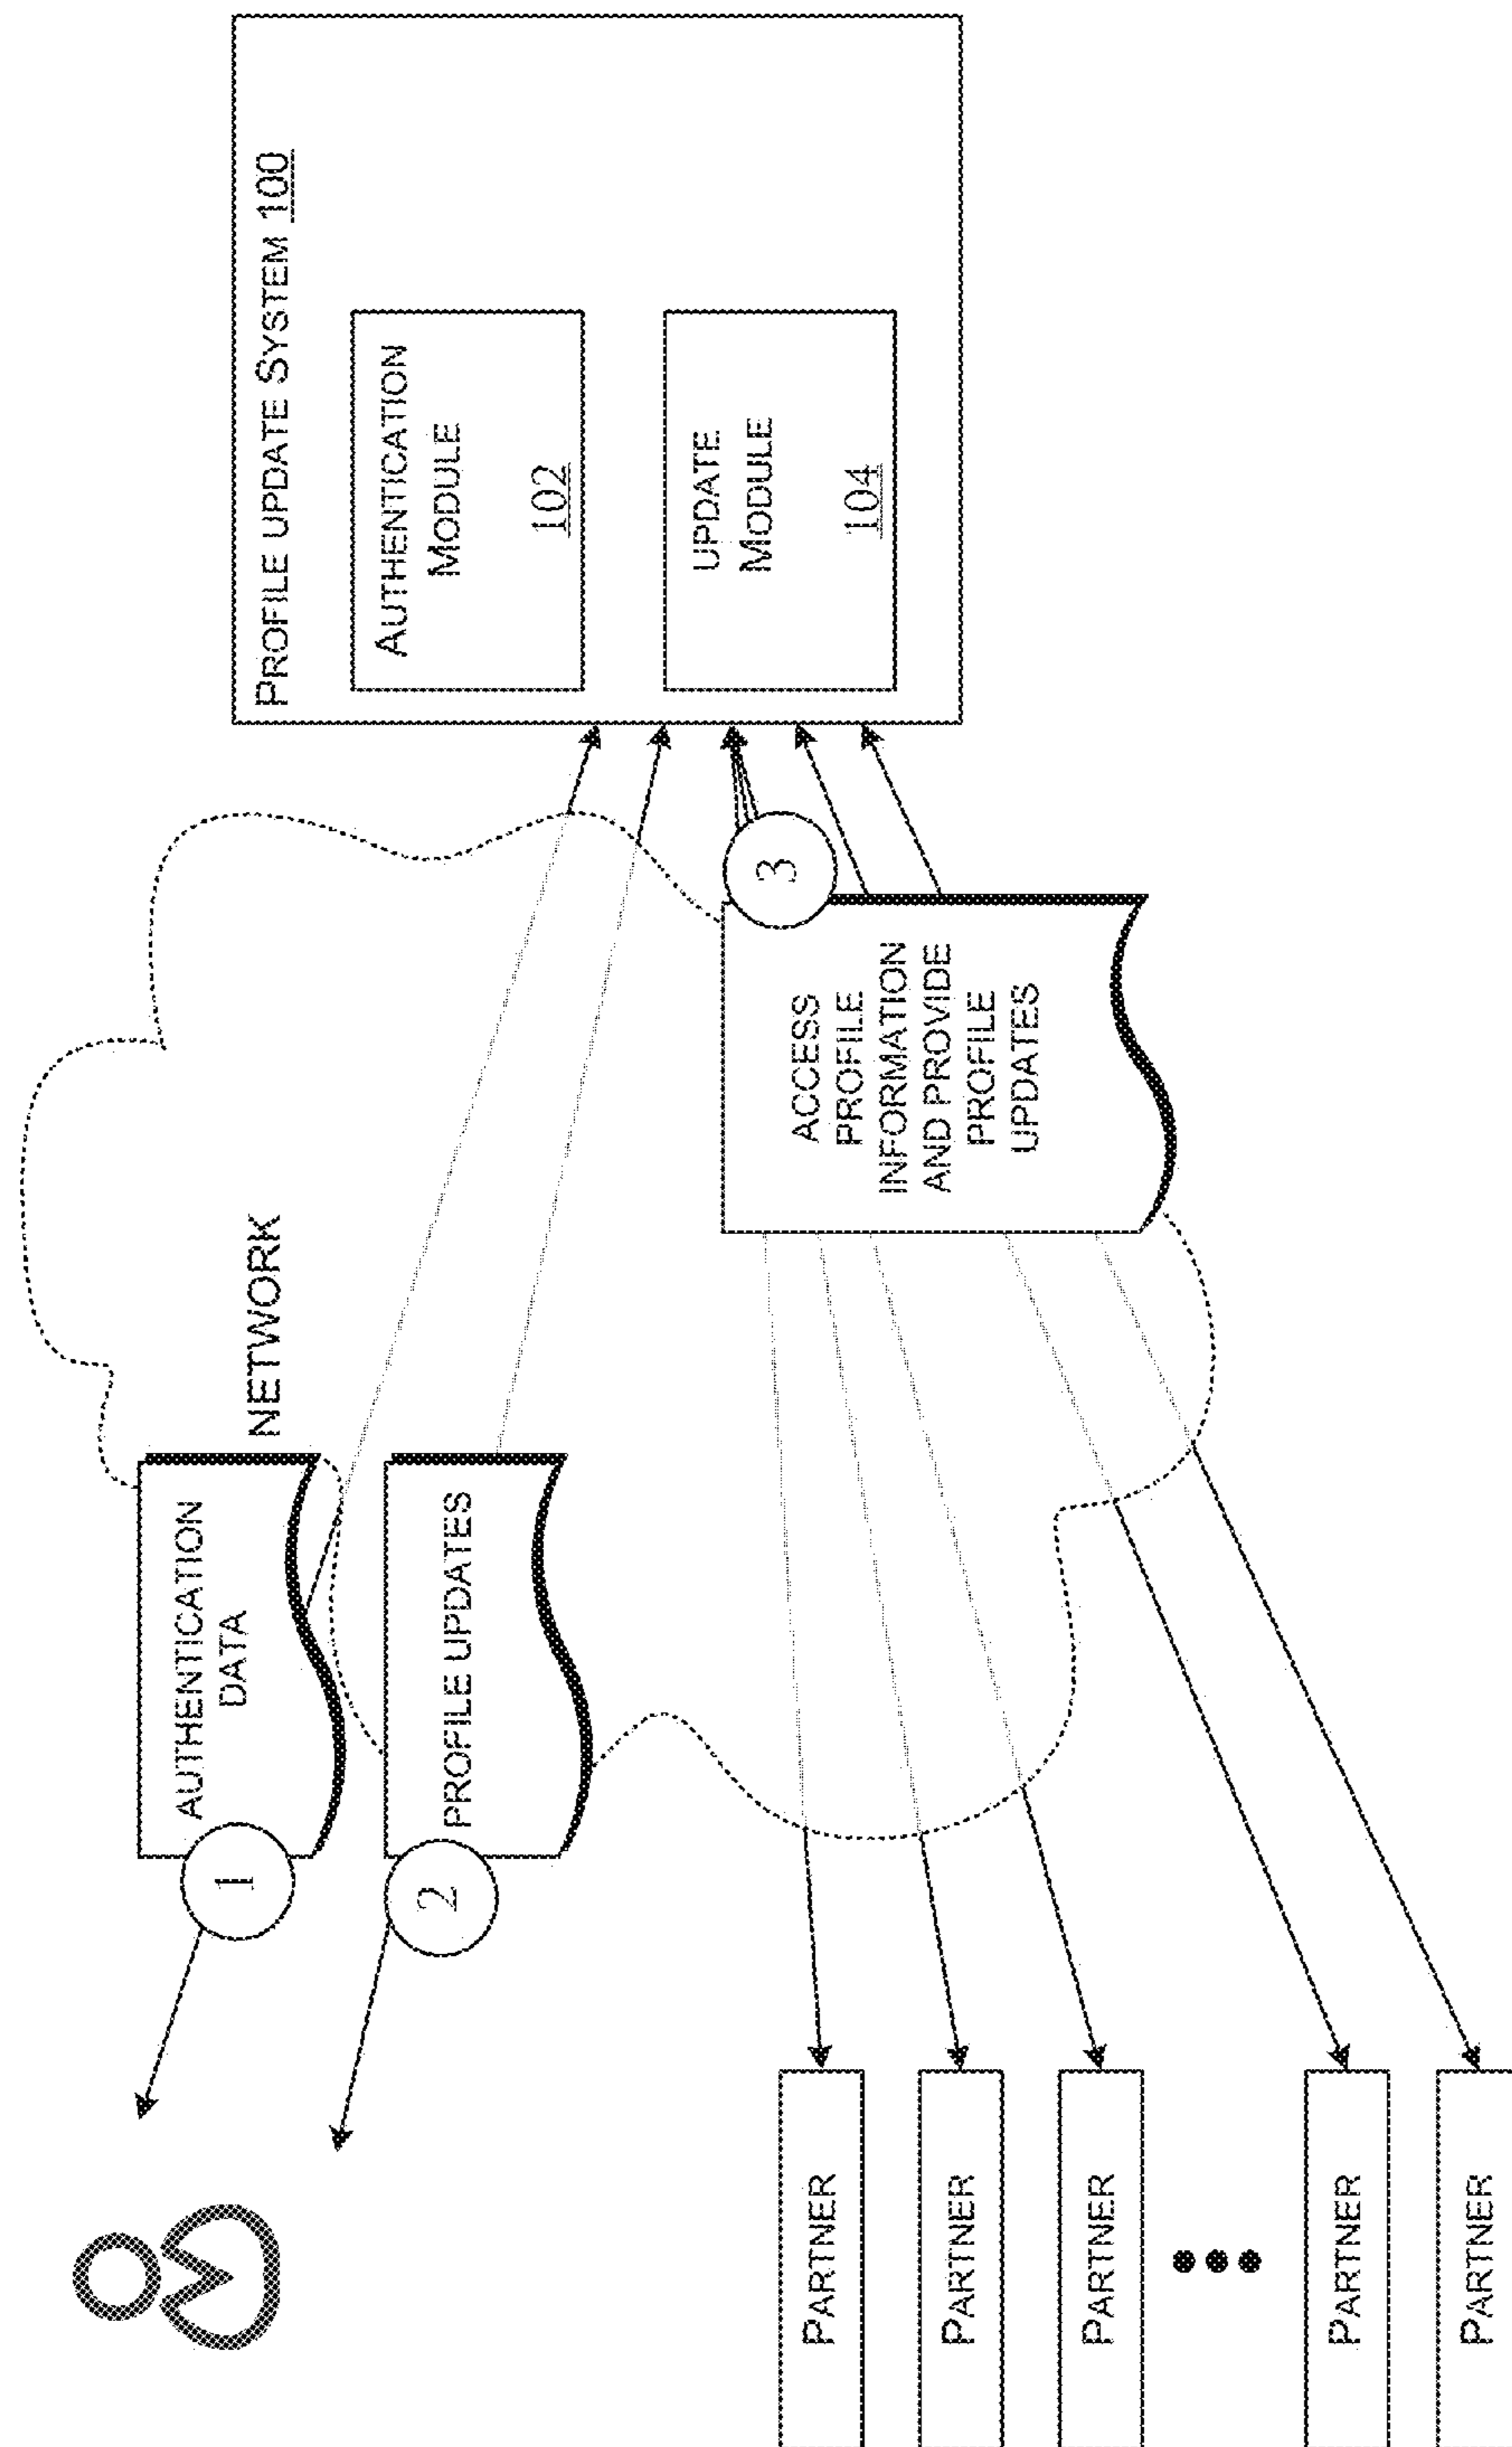 PROFILE UPDATE SYSTEM 100
AUTHENTICATION
MODULE
102
UPDATE
MODULE
104
NETWORK
1
AUTHENTICATION
DATA
2
PROFILE UPDATES
3
ACCESS
PROFILE
INFORMATION
AND PROVIDE
PROFILE
UPDATES
PARTNER
PARTNER
PARTNER
PARTNER
PARTNER